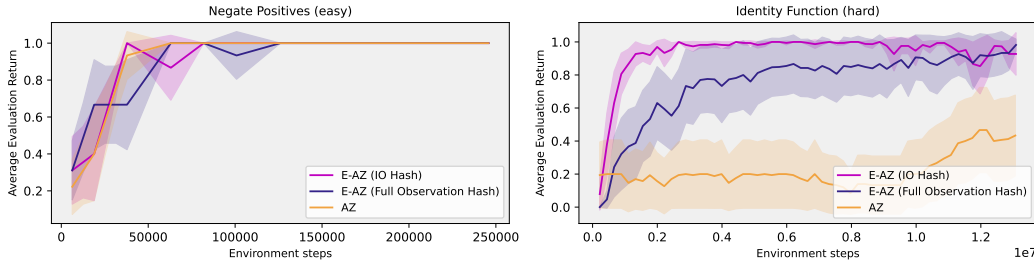 Negate Positives (easy)
Average Evaluation Return
1.0
0.8
0.6
0.4
0.2
E-AZ (IO Hash)
E-AZ (Full Observation Hash)
AZ
0 50000 100000 150000 200000 250000
Environment steps
Identity Function (hard)
Average Evaluation Return
1.0
0.8
0.6
0.4
0.2
0.0
E-AZ (IO Hash)
E-AZ (Full Observation Hash)
AZ
0.0 0.2 0.4 0.6 0.8 1.0 1.2
1e7
Environment steps